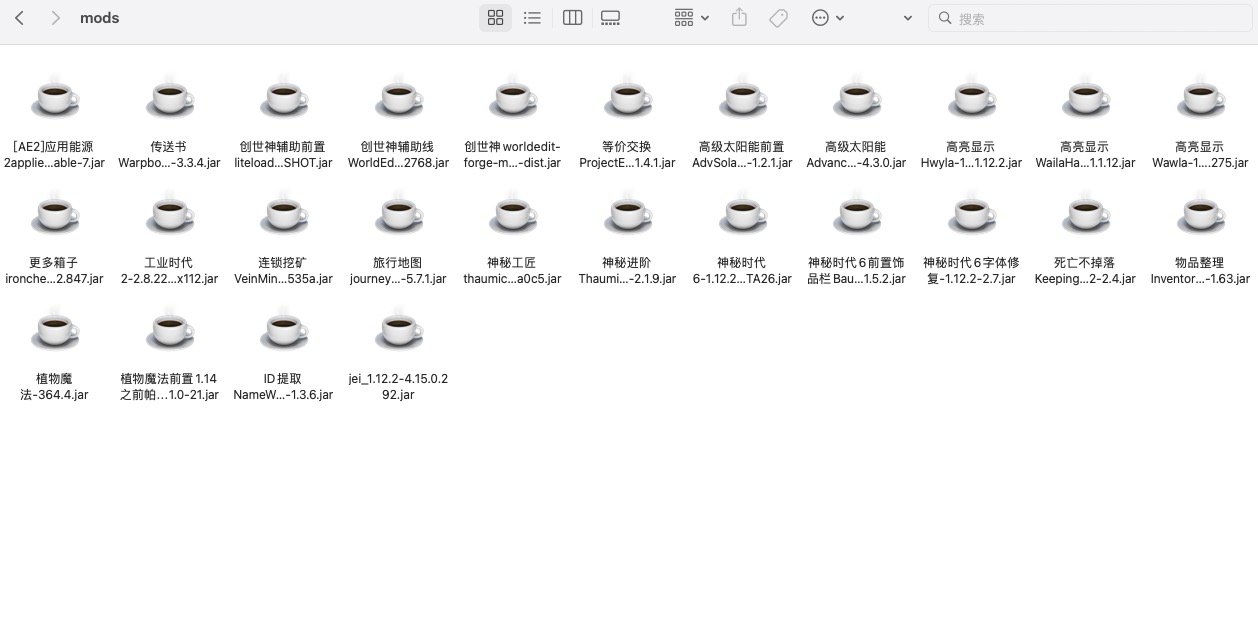 mods
搜索
[AE2]应用能源
2applie...able-7.jar
传送书
Warpbo...-3.3.4.jar
创世神辅助前置
liteload...SHOT.jar
创世神辅助线
WorldEd...2768.jar
创世神 worldedit-
forge-m...-dist.jar
等价交换
ProjectE...1.4.1.jar
高级太阳能前置
AdvSola...-1.2.1.jar
高级太阳能
Advanc...-4.3.0.jar
高亮显示
Hwyla-1...1.12.2.jar
高亮显示
WailaHa...1.1.12.jar
高亮显示
Wawla-1....275.jar
更多箱子
ironche...2.847.jar
工业时代
2-2.8.22...x112.jar
连锁挖矿
VeinMin...535a.jar
旅行地图
journey...-5.7.1.jar
神秘工匠
thaumic...a0c5.jar
神秘进阶
Thaumi...-2.1.9.jar
神秘时代
6-1.12.2...TA26.jar
神秘时代6前置饰
品栏Bau...1.5.2.jar
神秘时代6字体修
复-1.12.2-2.7.jar
死亡不掉落
Keeping...2-2.4.jar
物品整理
Inventor...-1.63.jar
植物魔
法-364.4.jar
植物魔法前置1.14
之前帕...1.0-21.jar
ID提取
NameW...-1.3.6.jar
jei_1.12.2-4.15.0.2
92.jar